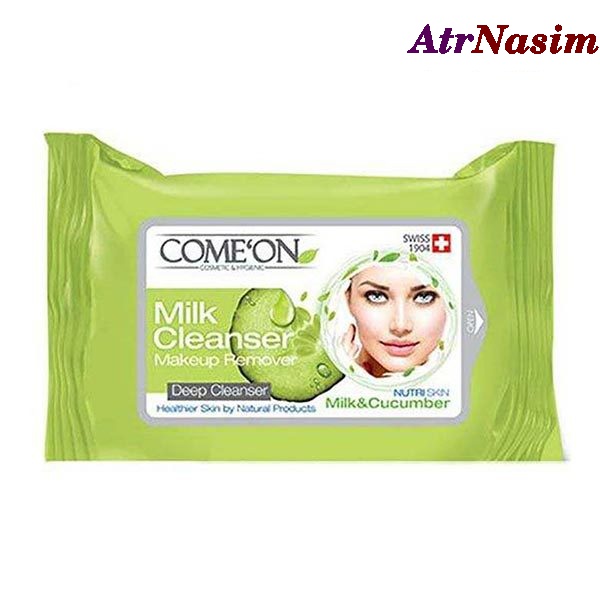 AtrNasim
COME'ON
COSMETIC & HYGIENIC
SWISS
1904
Milk
Cleanser
Makeup Remover
Deep Cleanser
Healthier Skin by Natural Products
NUTRI SKIN
Milk&Cucumber
OPEN